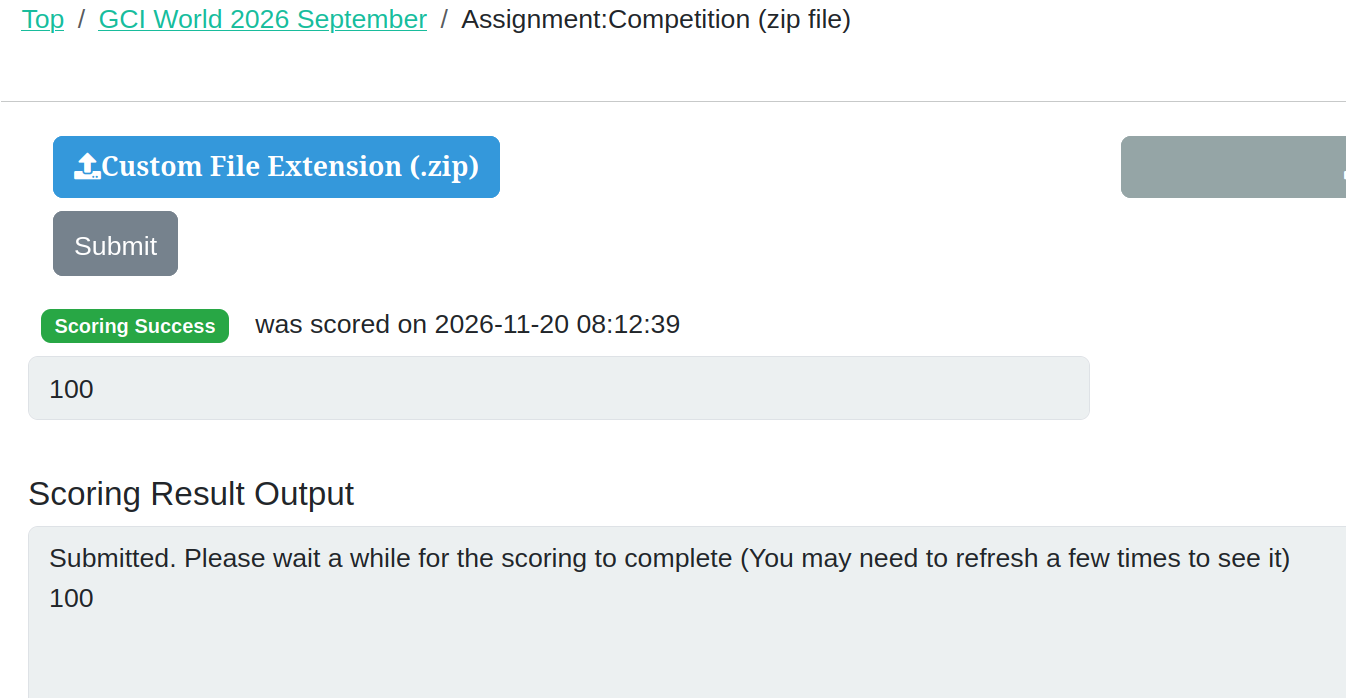 Top / GCI World 2026 September / Assignment:Competition (zip file)
Custom File Extension (.zip)
Submit
Scoring Success was scored on 2026-11-20 08:12:39
100
Scoring Result Output
Submitted. Please wait a while for the scoring to complete (You may need to refresh a few times to see it)
100